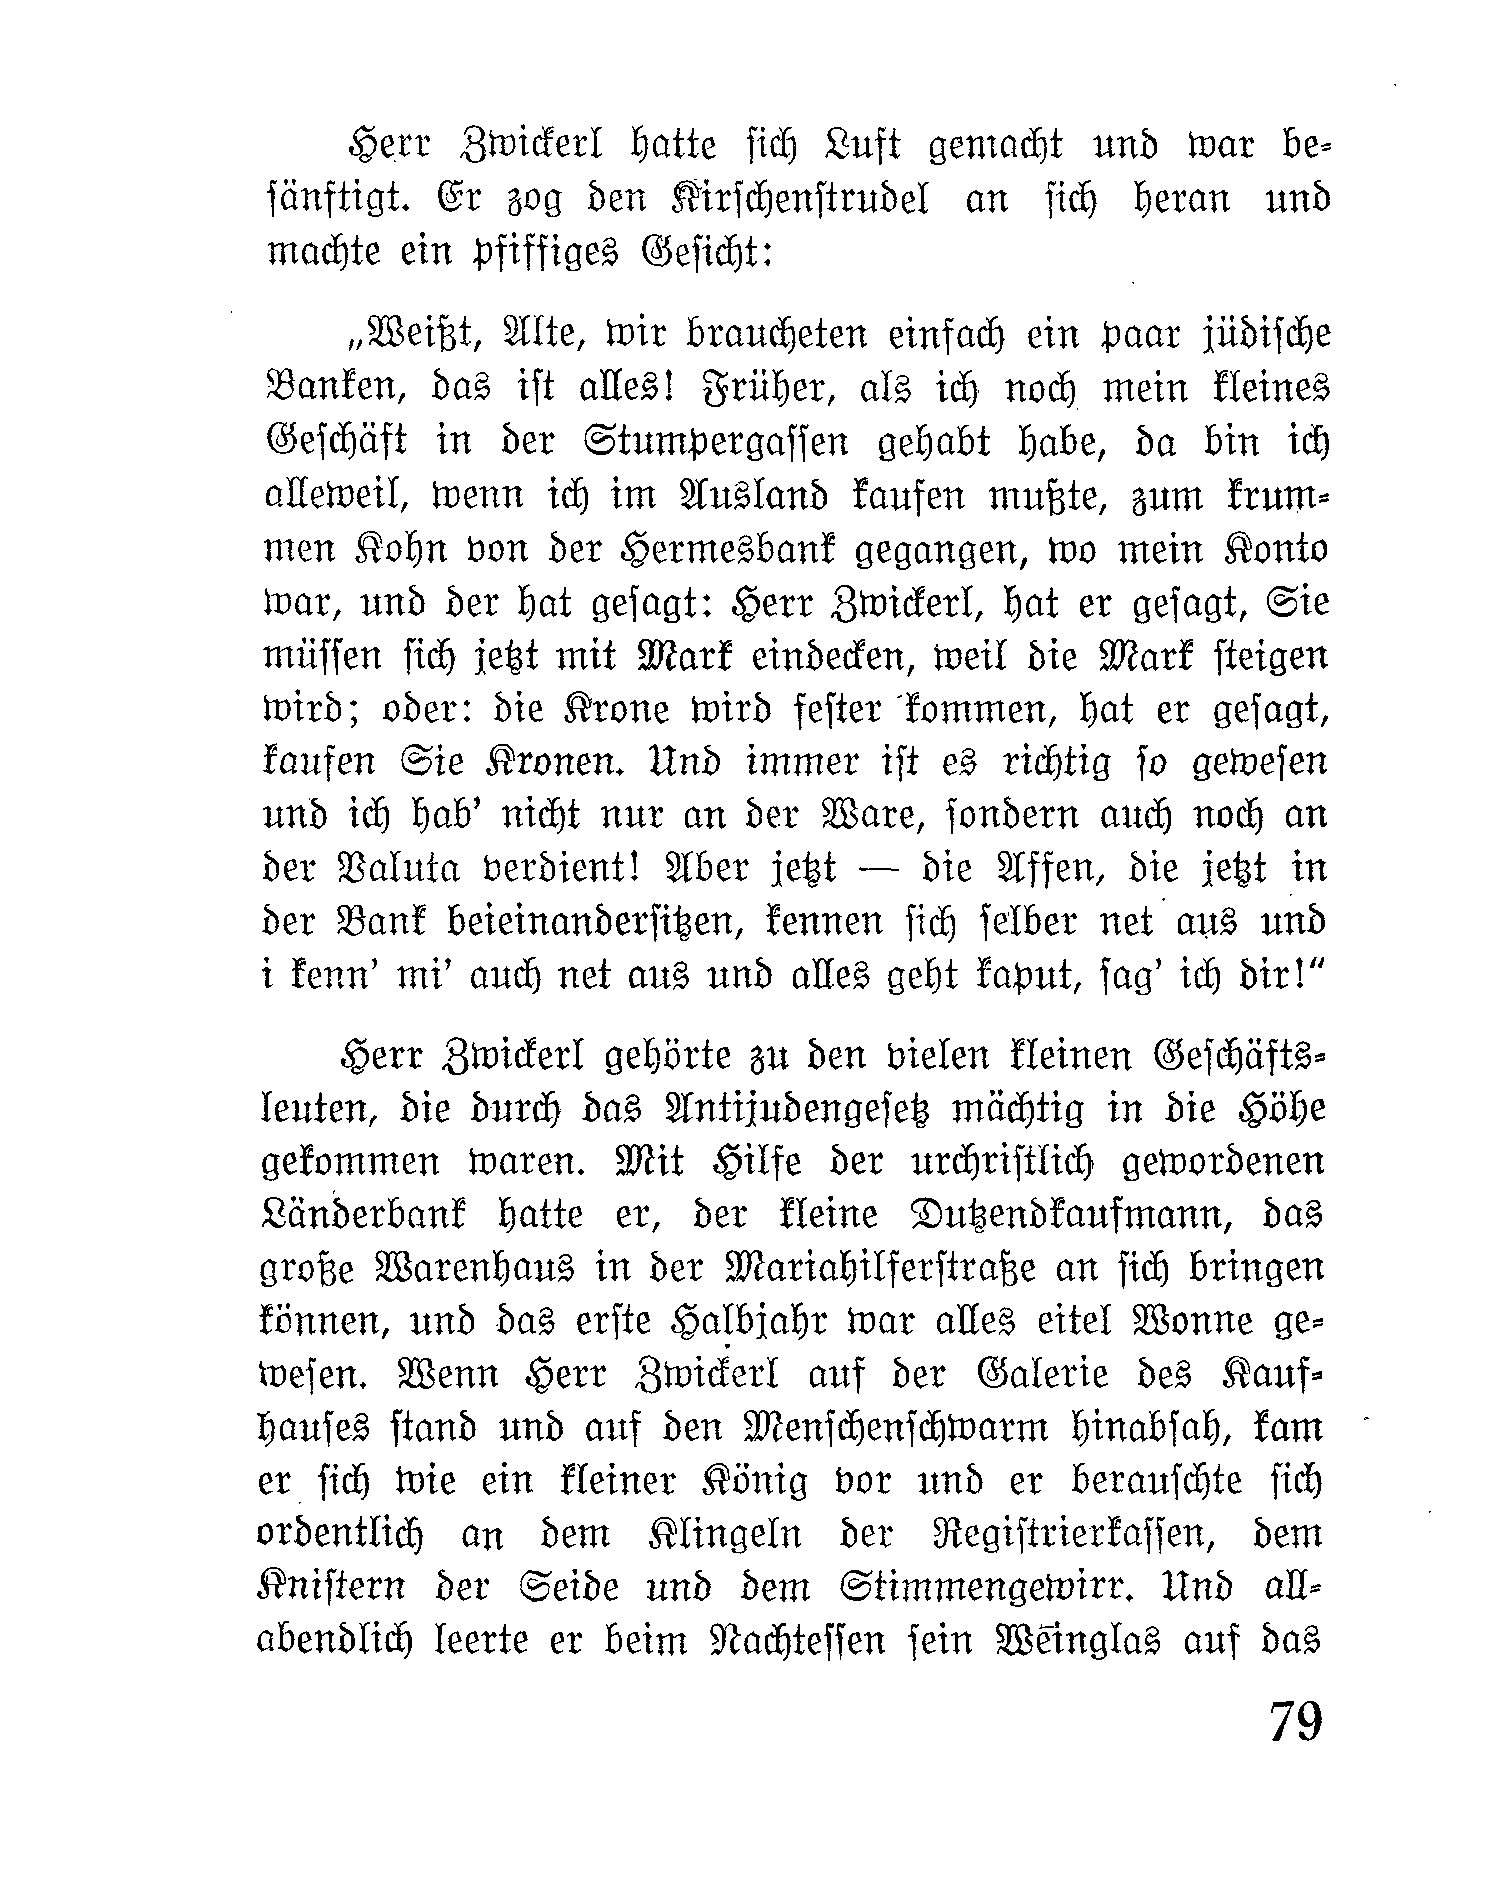 Herr Zwickerl hatte sich Luft gemacht und war be-
sänftigt. Er zog den Kirschenstrudel an sich heran und
machte ein pfiffiges Gesicht:
„Weißt, Alte, wir braucheten einfach ein paar jüdische
Banken, das ist alles! Früher, als ich noch mein kleines
Geschäft in der Stumpergassen gehabt habe, da bin ich
alleweil, wenn ich im Ausland kaufen mußte, zum krum-
men Kohn von der Hermesbank gegangen, wo mein Konto
war, und der hat gesagt: Herr Zwickerl, hat er gesagt, Sie
müssen sich jetzt mit Mark eindecken, weil die Mark steigen
wird; oder: die Krone wird fester kommen, hat er gesagt,
kaufen Sie Kronen. Und immer ist es richtig so gewesen
und ich hab' nicht nur an der Ware, sondern auch noch an
der Valuta verdient! Aber jetzt — die Affen, die jetzt in
der Bank beieinandersitzen, kennen sich selber net aus und
i kenn' mi' auch net aus und alles geht kaput, sag' ich dir!“
Herr Zwickerl gehörte zu den vielen kleinen Geschäfts-
leuten, die durch das Antijudengesetz mächtig in die Höhe
gekommen waren. Mit Hilfe der urchristlich gewordenen
Länderbank hatte er, der kleine Dutzendkaufmann, das
große Warenhaus in der Mariahilferstraße an sich bringen
können, und das erste Halbjahr war alles eitel Wonne ge-
wesen. Wenn Herr Zwickerl auf der Galerie des Kauf-
hauses stand und auf den Menschenschwarm hinabsah, kam
er sich wie ein kleiner König vor und er berauschte sich
ordentlich an dem Klingeln der Registrierkassen, dem
Knistern der Seide und dem Stimmengewirr. Und all-
abendlich leerte er beim Nachtessen sein Weinglas auf das
79